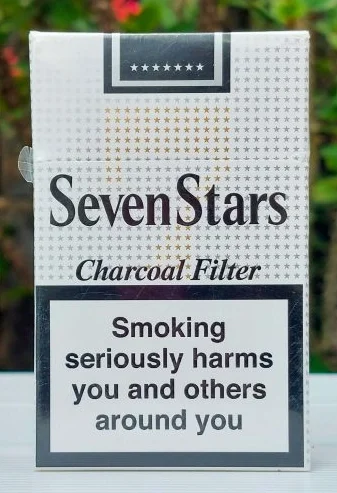 Seven Stars
Charcoal Filter
Smoking
seriously harms
you and others
around you